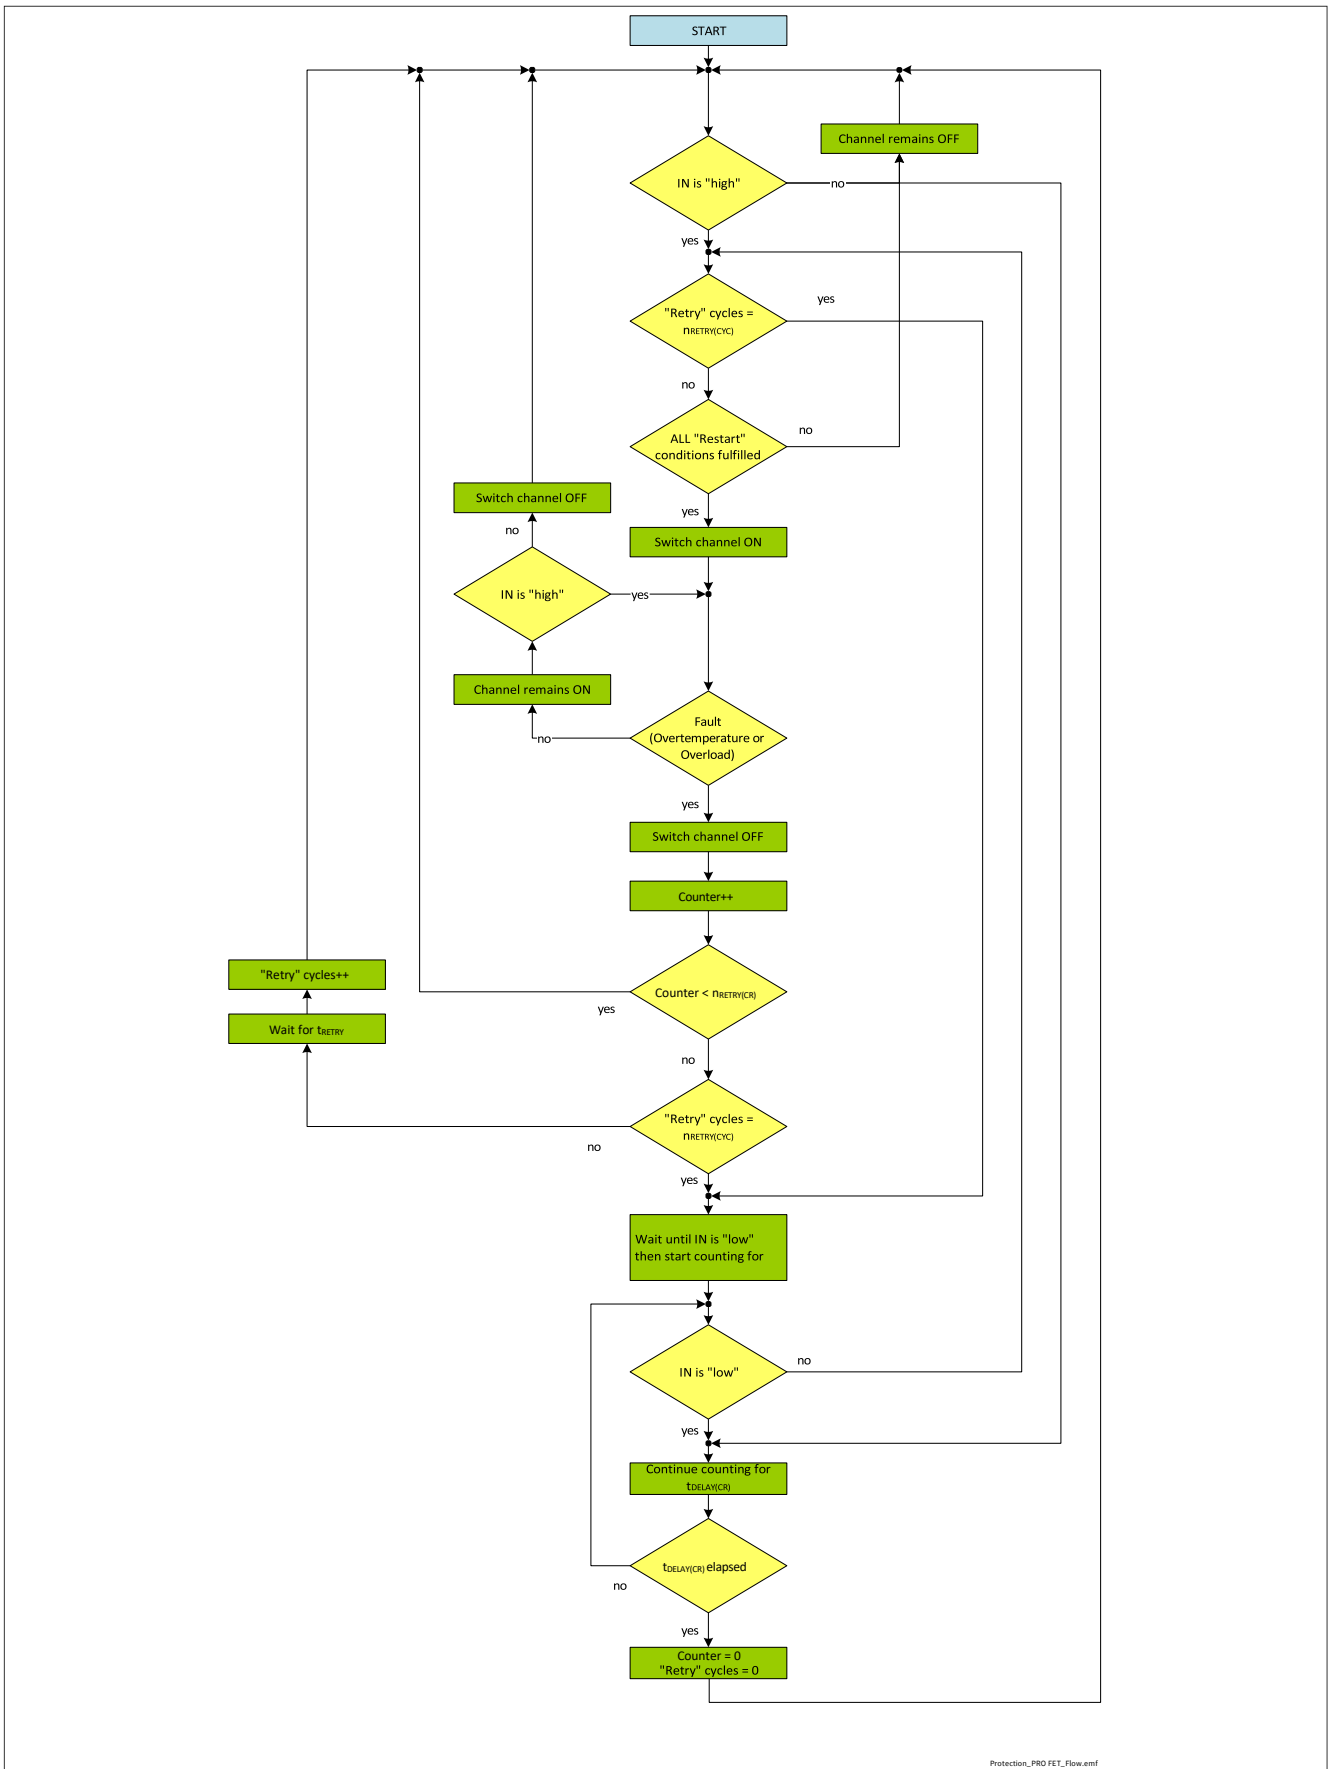 START
Channel remains OFF
IN is "high"
no
yes
"Retry" cycles =
nRETRY(CYC)
yes
no
ALL "Restart"
conditions fulfilled
no
yes
Switch channel OFF
no
Switch channel ON
IN is "high"
yes
Channel remains ON
Fault
(Overtemperature or
Overload)
no
yes
Switch channel OFF
Counter++
"Retry" cycles++
Counter < nRETRY(CR)
yes
Wait for tRETRY
no
"Retry" cycles =
nRETRY(CYC)
no
yes
Wait until IN is "low"
then start counting for
IN is "low"
no
yes
Continue counting for
tDELAY(CR)
tDELAY(CR) elapsed
no
yes
Counter = 0
"Retry" cycles = 0
Protection_PRO FET_Flow.emf